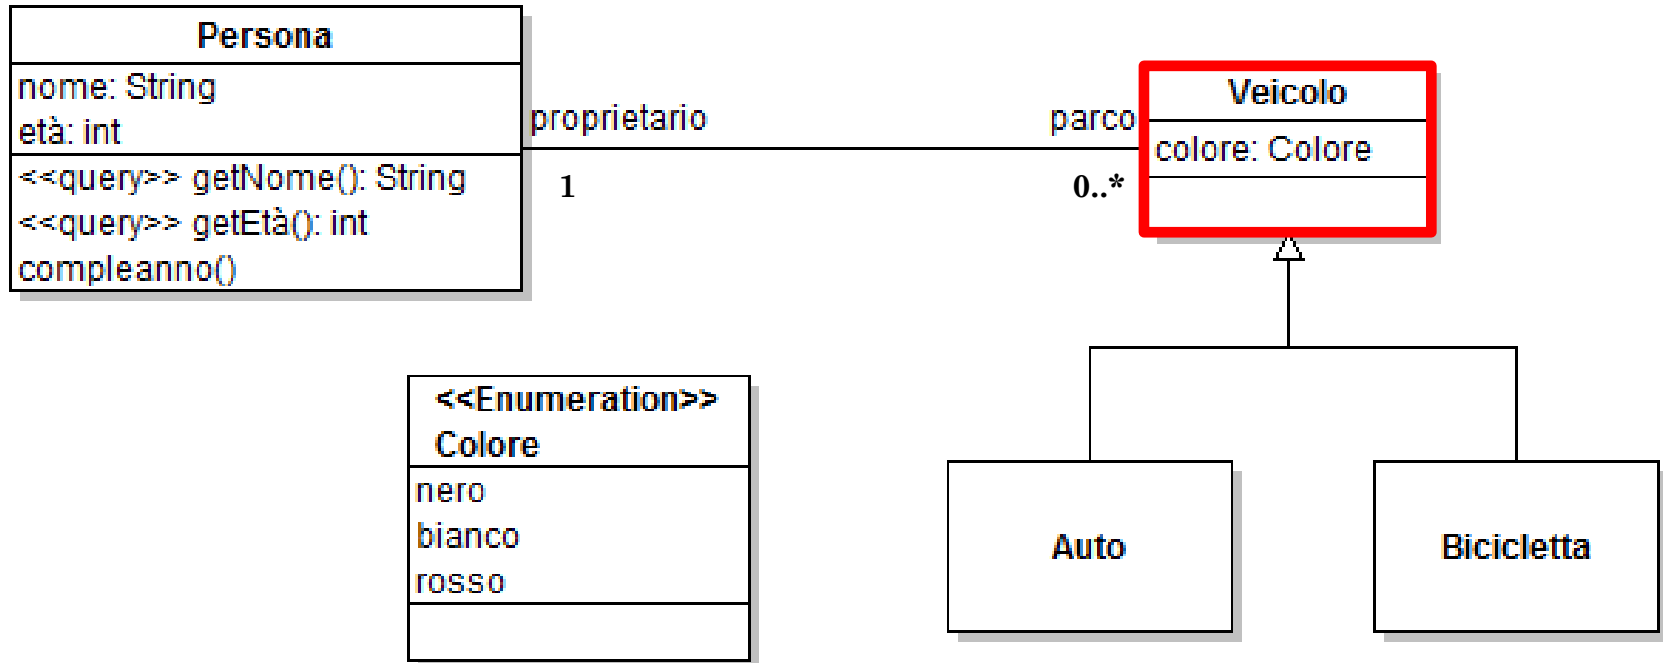 Persona
nome: String
età: int
<<query>> getNome(): String
<<query>> getEtà(): int
compleanno()
proprietario
1
parco
0..*
Veicolo
colore: Colore
<<Enumeration>>
Colore
nero
bianco
rosso
Auto
Bicicletta